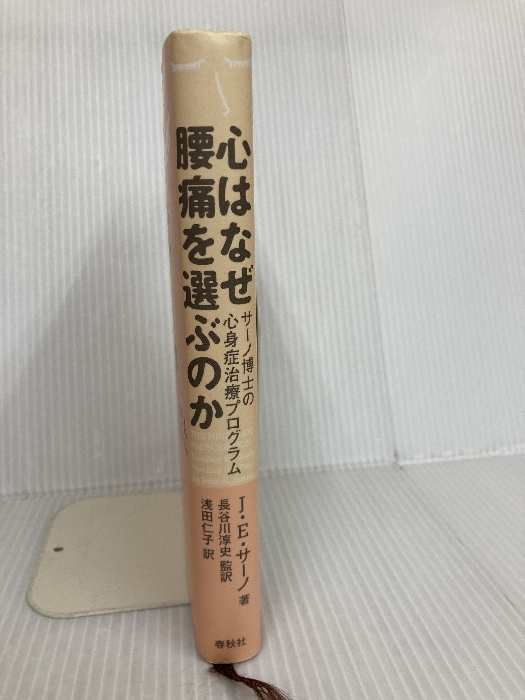 心はなぜ
腰痛を選ぶのか
サーノ博士の
心身症治療プログラム
J・E・サーノ 著
長谷川淳史 監訳
浅田仁子 訳
春秋社